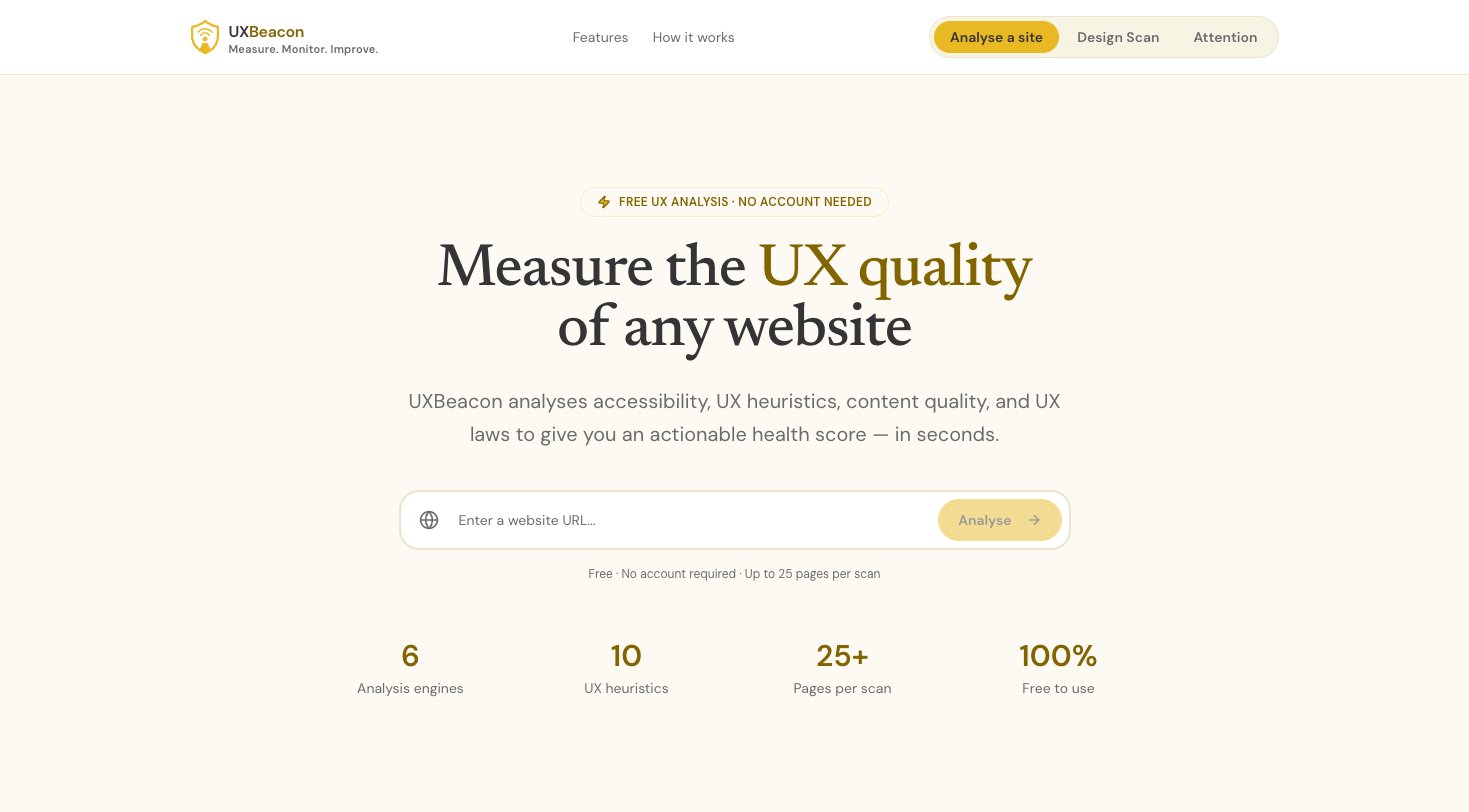 UXBeacon
Measure. Monitor. Improve.
Features
How it works
Analyse a site
Design Scan
Attention
FREE UX ANALYSIS · NO ACCOUNT NEEDED
Measure the UX quality
of any website
UXBeacon analyses accessibility, UX heuristics, content quality, and UX
laws to give you an actionable health score — in seconds.
Enter a website URL...
Analyse
Free · No account required · Up to 25 pages per scan
6
Analysis engines
10
UX heuristics
25+
Pages per scan
100%
Free to use